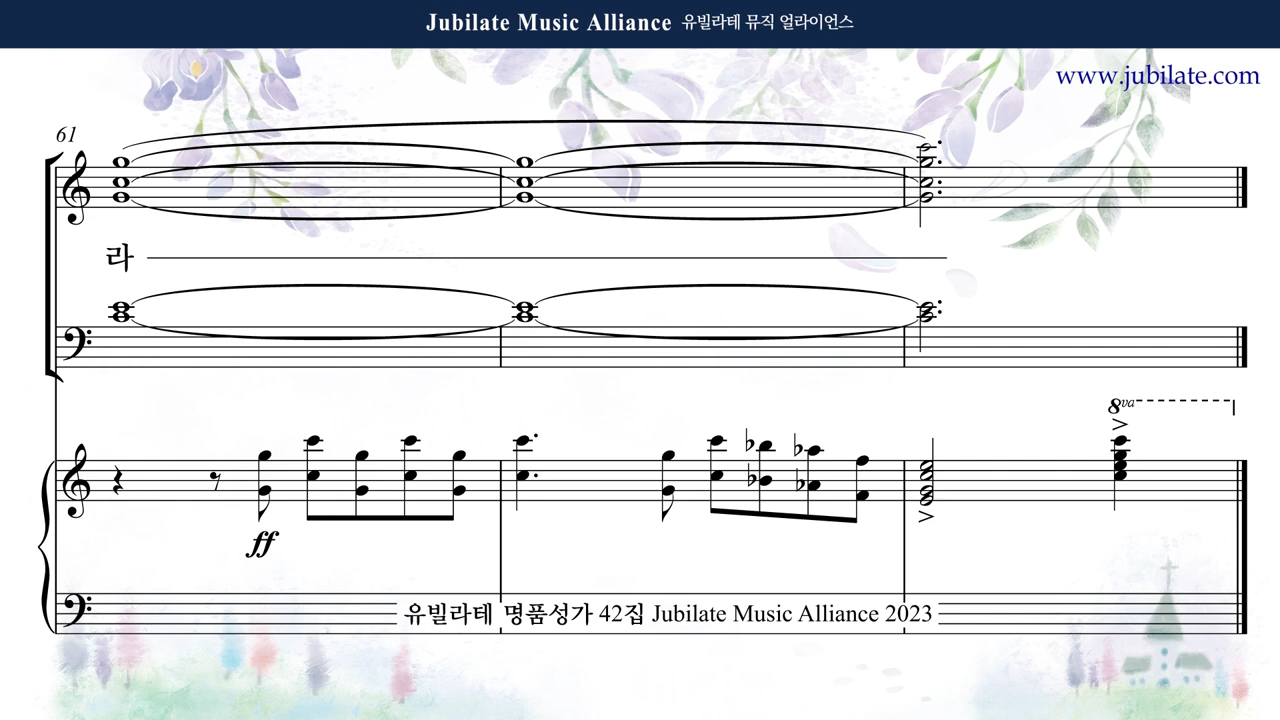 Jubilate Music Alliance 유빌라테 뮤직 얼라이언스
www.jubilate.com
61
라
8va
ff
유빌라테 명품성가 42집 Jubilate Music Alliance 2023